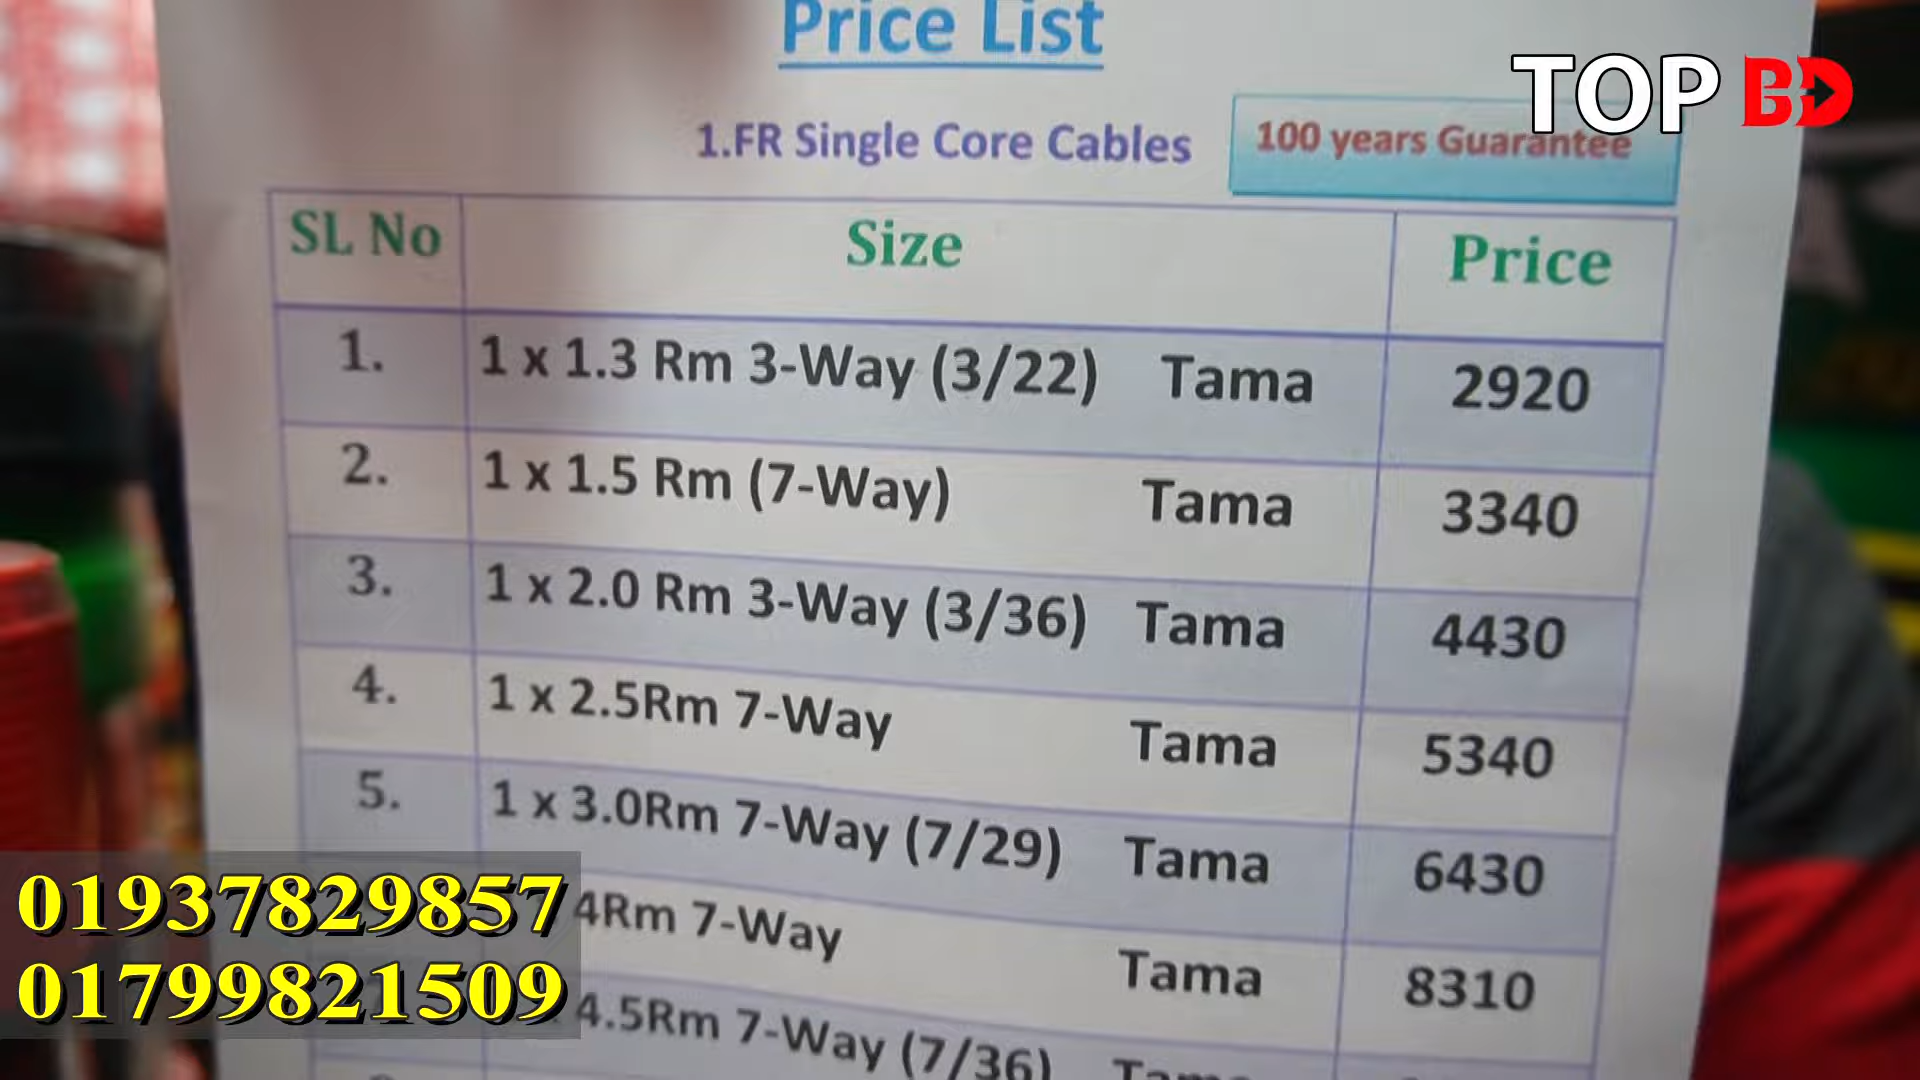 Price List
TOP BD
1.FR Single Core Cables 100 years Guarantee
SL No Size Price
1. 1 x 1.3 Rm 3-Way (3/22) Tama 2920
2. 1 x 1.5 Rm (7-Way) Tama 3340
3. 1 x 2.0 Rm 3-Way (3/36) Tama 4430
4. 1 x 2.5Rm 7-Way Tama 5340
5. 1 x 3.0Rm 7-Way (7/29) Tama 6430
4Rm 7-Way Tama 8310
4.5Rm 7-Way (7/36) Tama
01937829857
01799821509